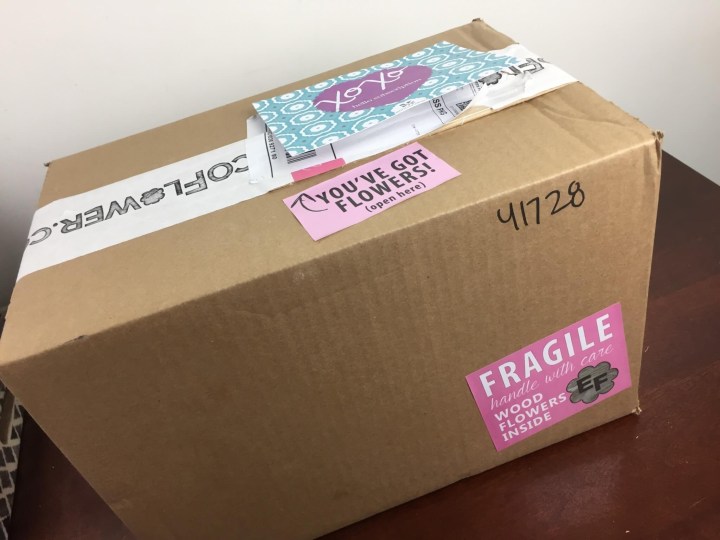 XoXo
COFLOWER.C
YOU'VE GOT
FLOWERS!
(open here)
41728
FRAGILE
handle with care
WOOD
FLOWERS
INSIDE
EF